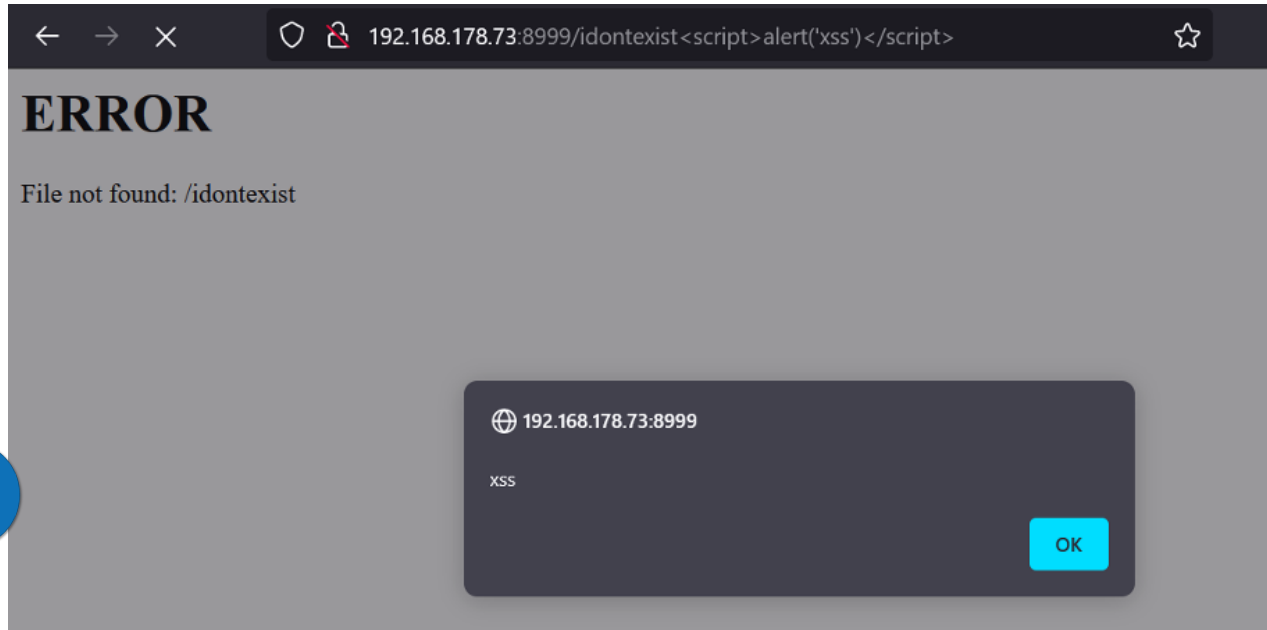 192.168.178.73:8999/idontexist<script>alert('xss')</script>
ERROR
File not found: /idontexist
192.168.178.73:8999
xss
OK